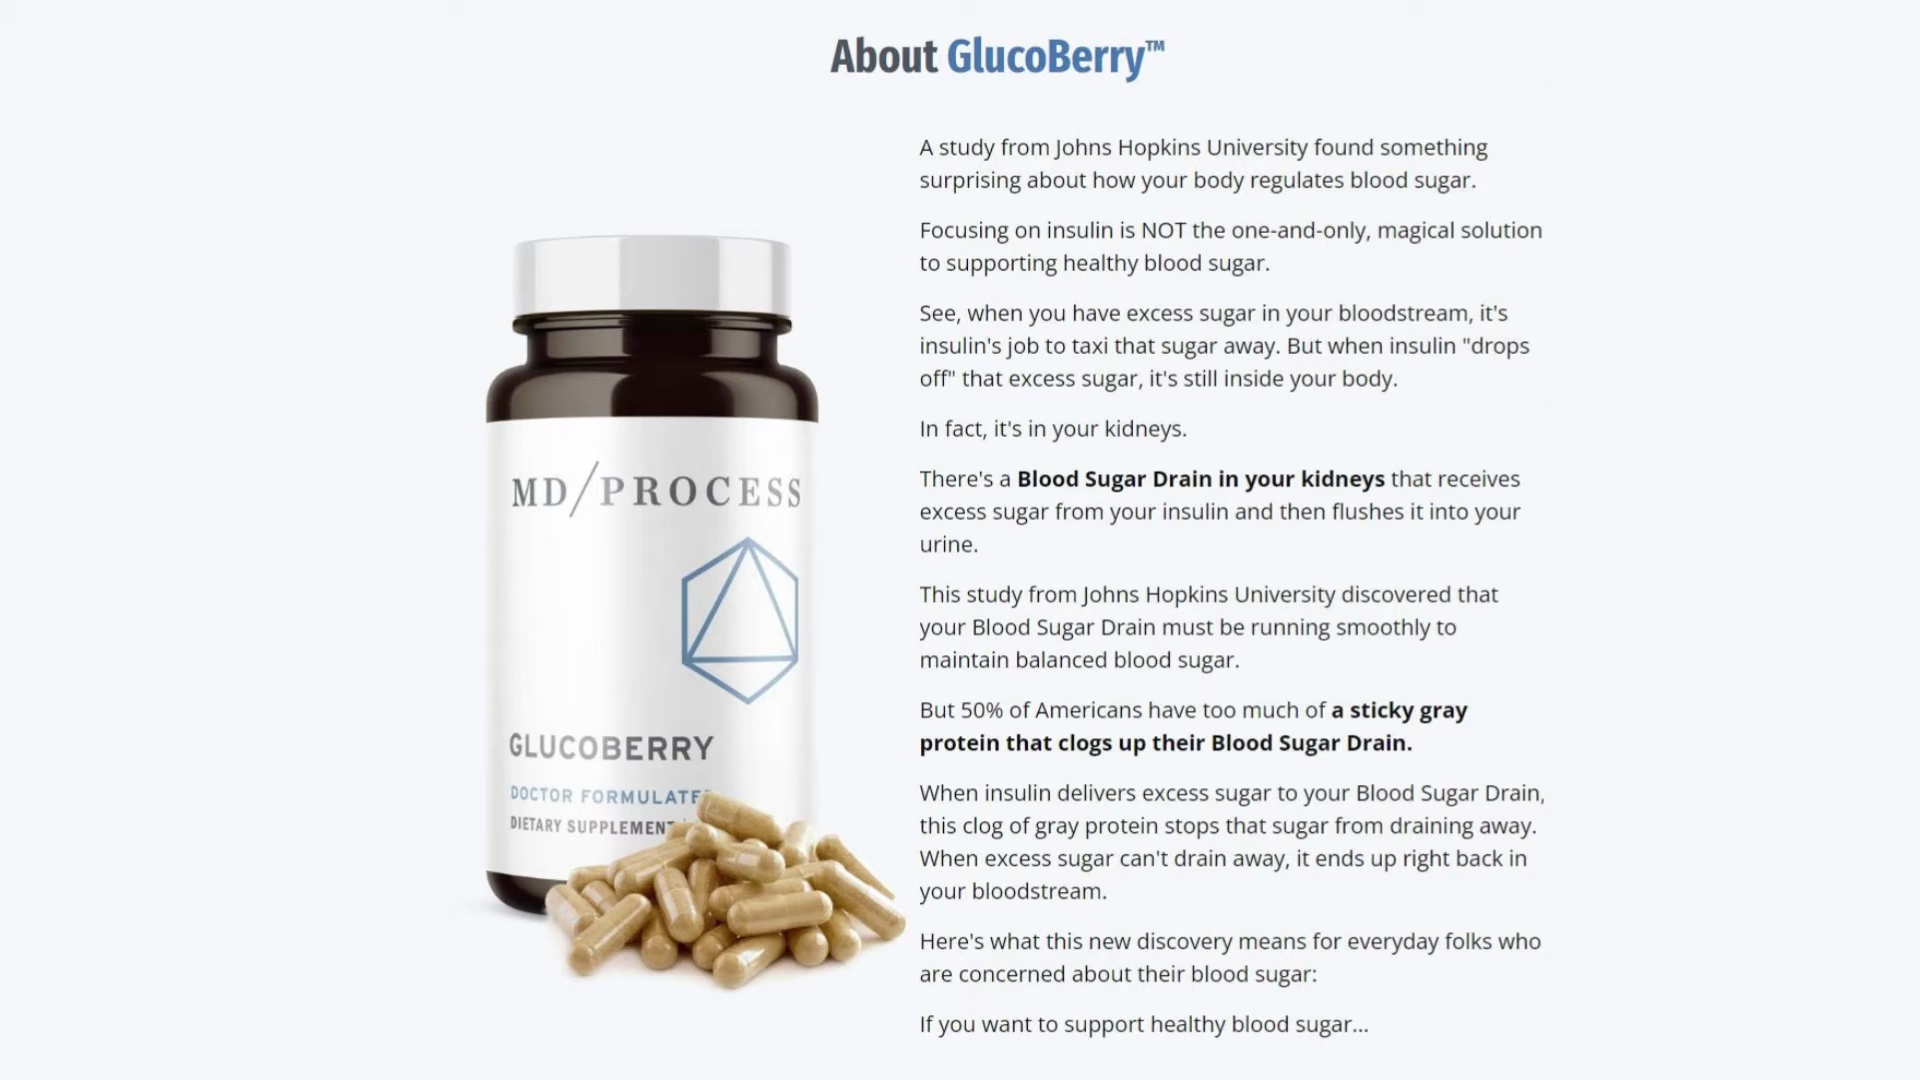 About GlucoBerry™
A study from Johns Hopkins University found something
surprising about how your body regulates blood sugar.
Focusing on insulin is NOT the one-and-only, magical solution
to supporting healthy blood sugar.
See, when you have excess sugar in your bloodstream, it's
insulin's job to taxi that sugar away. But when insulin "drops
off" that excess sugar, it's still inside your body.
In fact, it's in your kidneys.
There's a Blood Sugar Drain in your kidneys that receives
excess sugar from your insulin and then flushes it into your
urine.
This study from Johns Hopkins University discovered that
your Blood Sugar Drain must be running smoothly to
maintain balanced blood sugar.
But 50% of Americans have too much of a sticky gray
protein that clogs up their Blood Sugar Drain.
When insulin delivers excess sugar to your Blood Sugar Drain,
this clog of gray protein stops that sugar from draining away.
When excess sugar can't drain away, it ends up right back in
your bloodstream.
Here's what this new discovery means for everyday folks who
are concerned about their blood sugar:
If you want to support healthy blood sugar...
MD/PROCESS
GLUCOBERRY
DOCTOR FORMULATED
DIETARY SUPPLEMENT